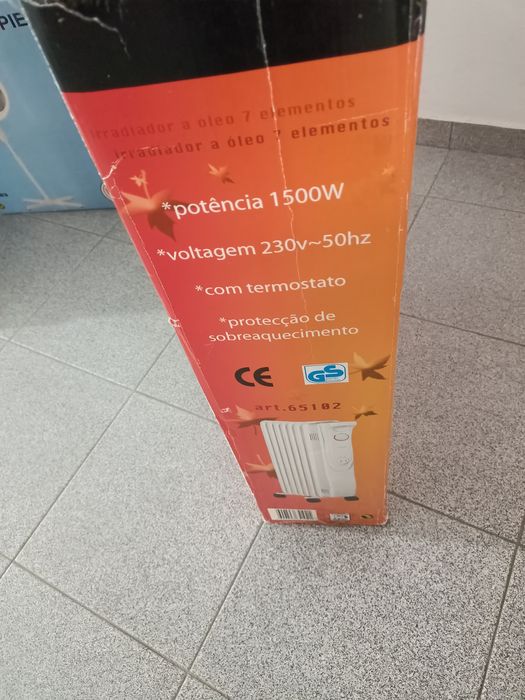 PIE
irradiador a óleo 7 elementos
irradiador a óleo 7 elementos
*potência 1500W
*voltagem 230v~50hz
*com termostato
*protecção de
sobreaquecimento
CE
GS
art.65102